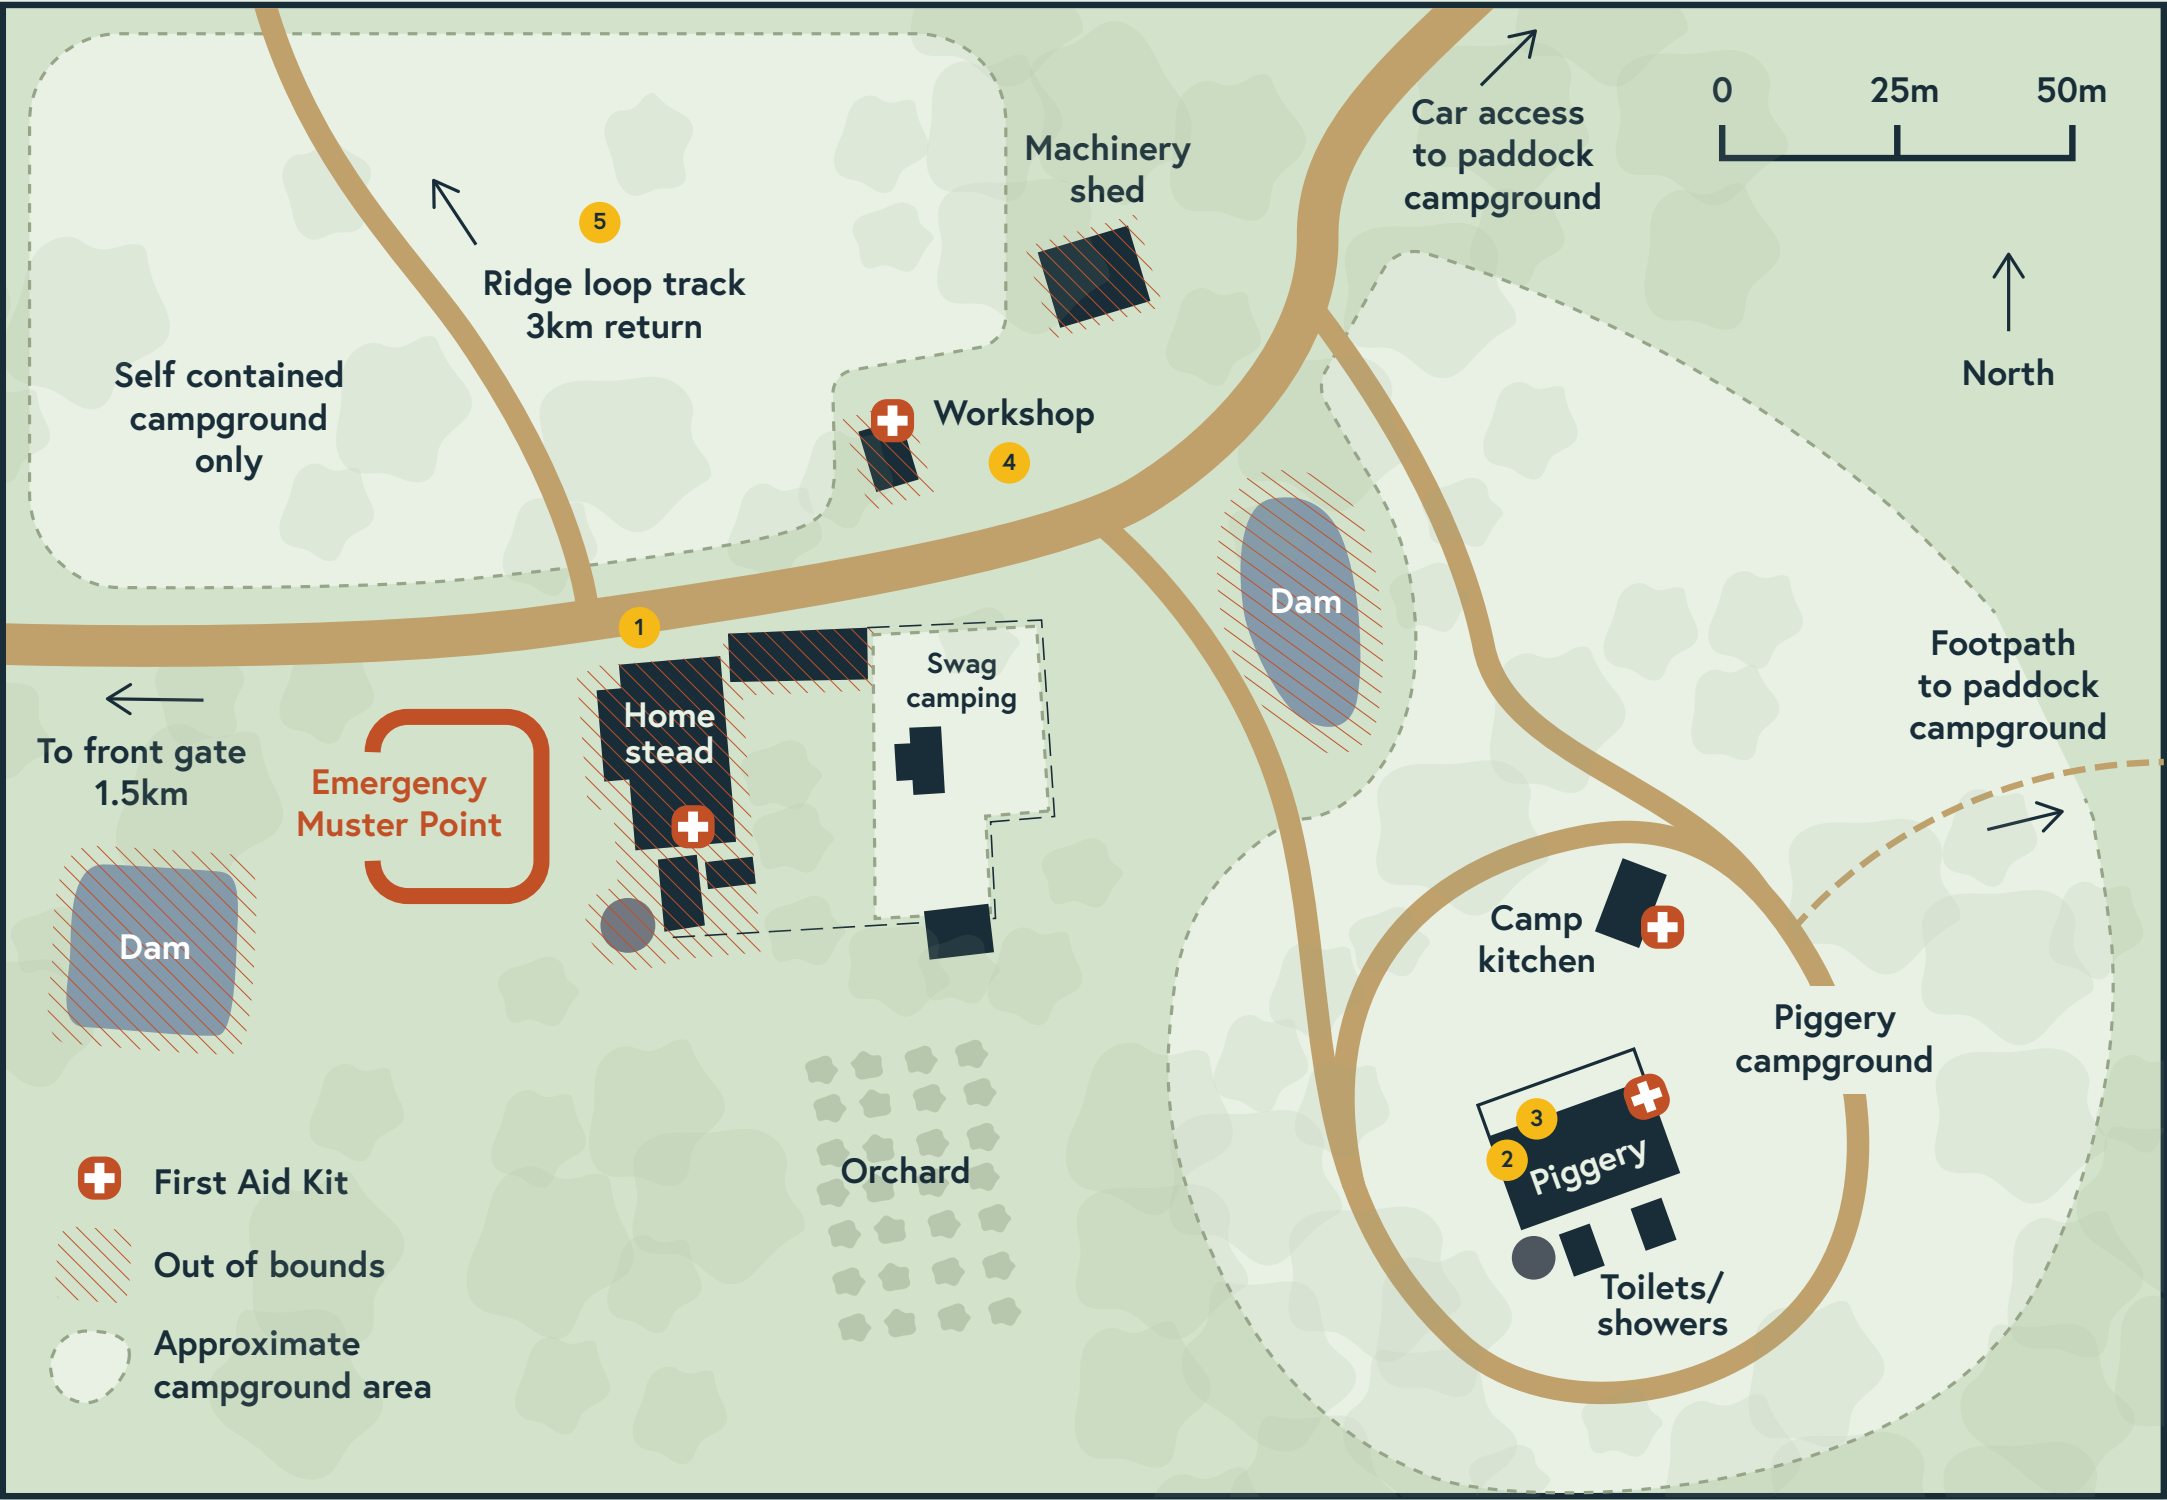 Car access
to paddock
campground
0 25m 50m
Machinery
shed
5
Ridge loop track
3km return
Self contained
campground
only
North
Workshop
4
Dam
1
Swag
camping
Home
stead
Footpath
to paddock
campground
To front gate
1.5km
Emergency
Muster Point
Dam
Camp
kitchen
Piggery
campground
3
2
Piggery
Orchard
Toilets/
showers
First Aid Kit
Out of bounds
Approximate
campground area